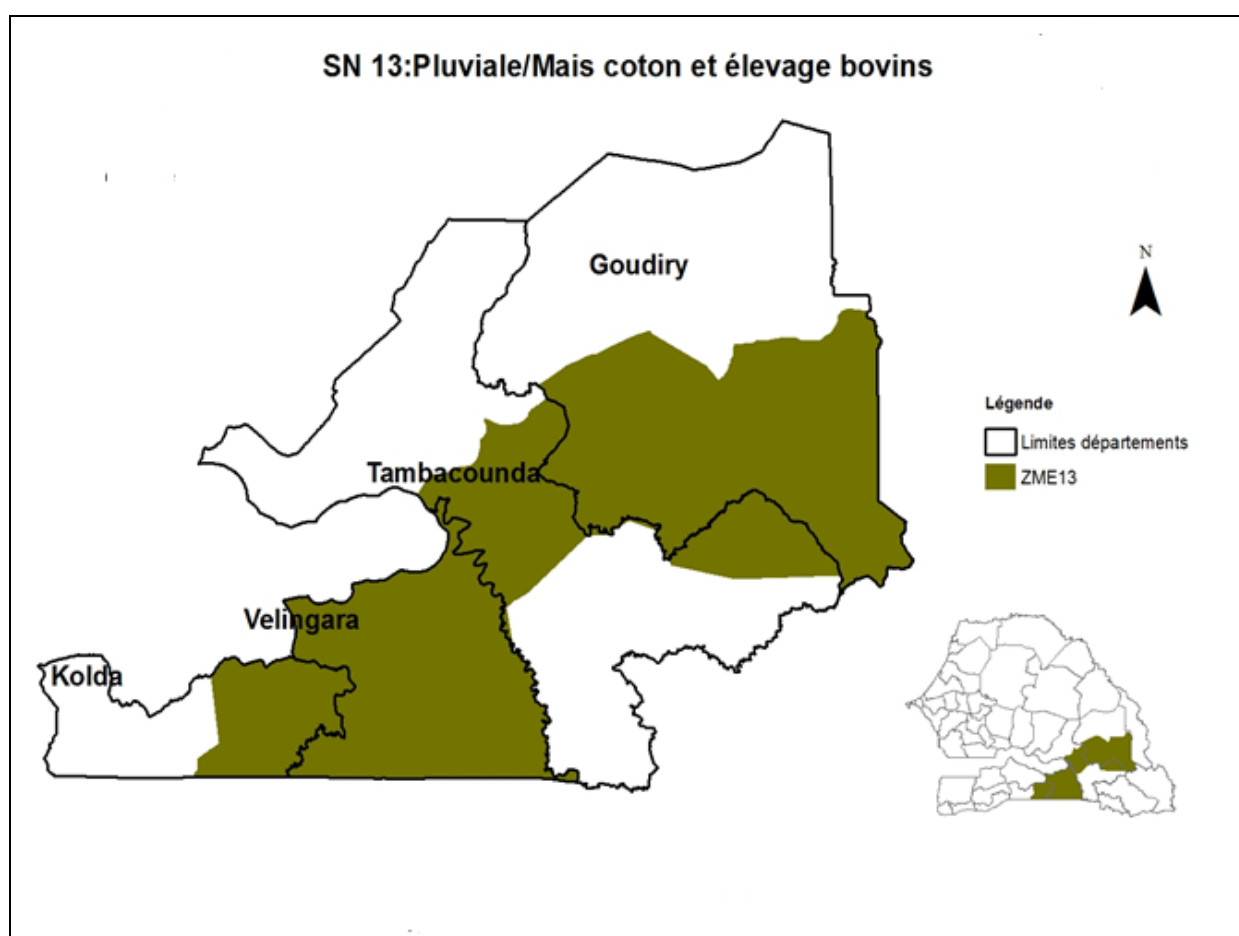 SN 13:Pluviale/Mais coton et élevage bovins
Goudiry
N
Légende
Limites départements
ZME13
Tambacounda
Velingara
Kolda